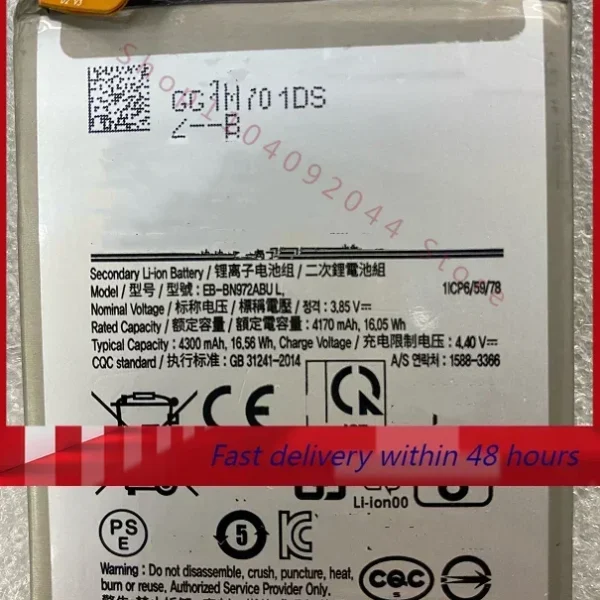 GG3M701DS
Z--B
Shop1104092044 Store
Secondary Li-ion Battery / 锂离子电池组 / 二次鋰電池組
Model / 型号 / 型號: EB-BN972ABU L, 1ICP6/59/78
Nominal Voltage / 标称电压 / 標稱電壓 / 정격: 3,85 V⎓
Rated Capacity / 额定容量 / 額定電容量: 4170 mAh, 16,05 Wh
Typical Capacity: 4300 mAh, 16,56 Wh, Charge Voltage / 充电限制电压 : 4,40 V⎓
CQC standard / 执行标准: GB 31241-2014 A/S 연락처: 1588-3366
CE
Fast delivery within 48 hours
Li-ion00
PS
E
5
CQC
S
Warning : Do not disassemble, crush, puncture, heat,
burn or reuse, Authorized Service Provider Only.